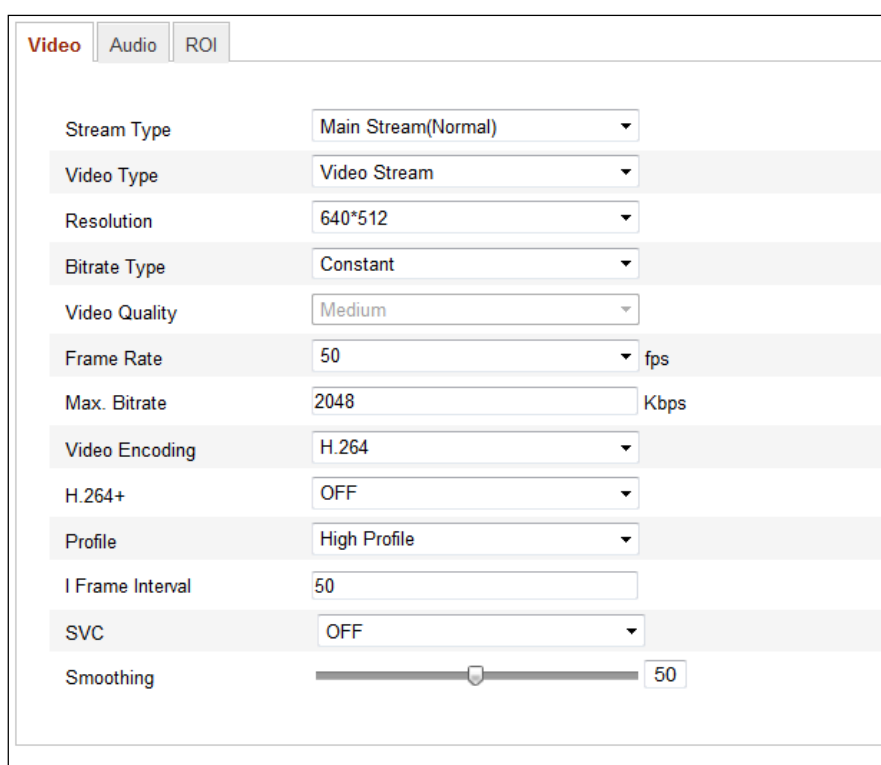 Video Audio ROI
Stream Type Main Stream(Normal)
Video Type Video Stream
Resolution 640*512
Bitrate Type Constant
Video Quality Medium
Frame Rate 50 fps
Max. Bitrate 2048 Kbps
Video Encoding H.264
H.264+ OFF
Profile High Profile
I Frame Interval 50
SVC OFF
Smoothing 50